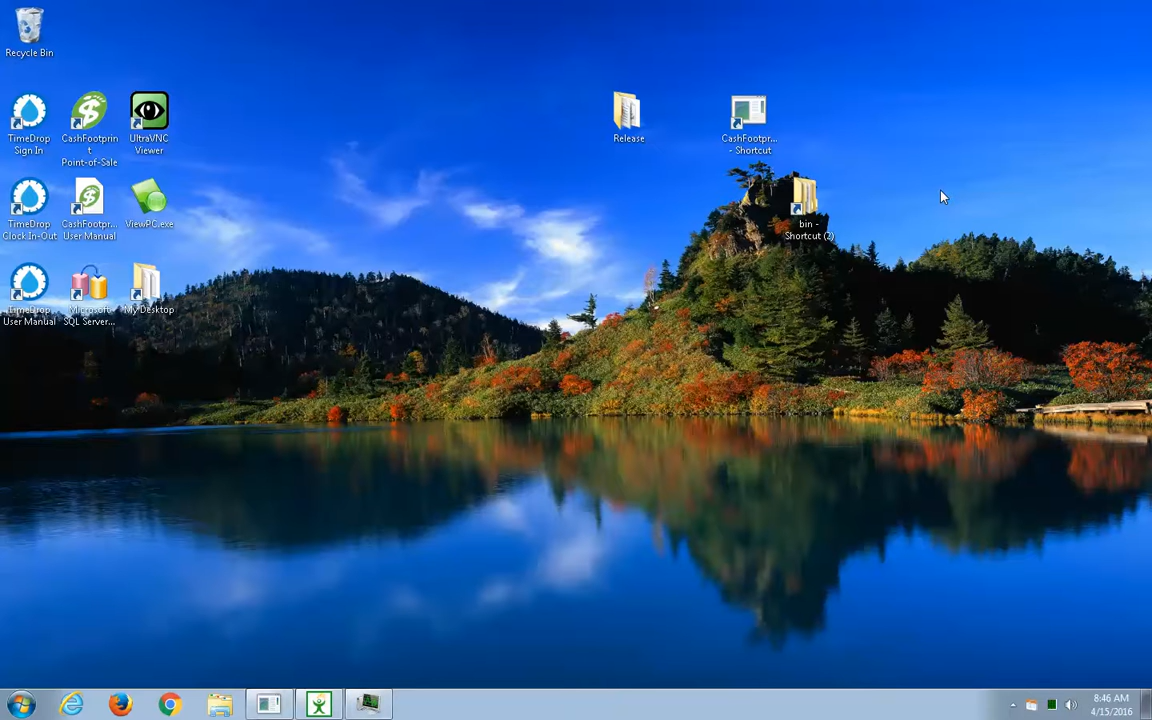 Recycle Bin
TimeDrop
Sign In
CashFootprin
t
Point-of-Sale
UltraVNC
Viewer
Release
CashFootpr...
- Shortcut
TimeDrop
Clock In-Out
CashFootpr...
User Manual
ViewPC.exe
bin -
Shortcut (2)
TimeDrop
User Manual
Microsoft
SQL Server...
My Desktop
8:46 AM
4/15/2016